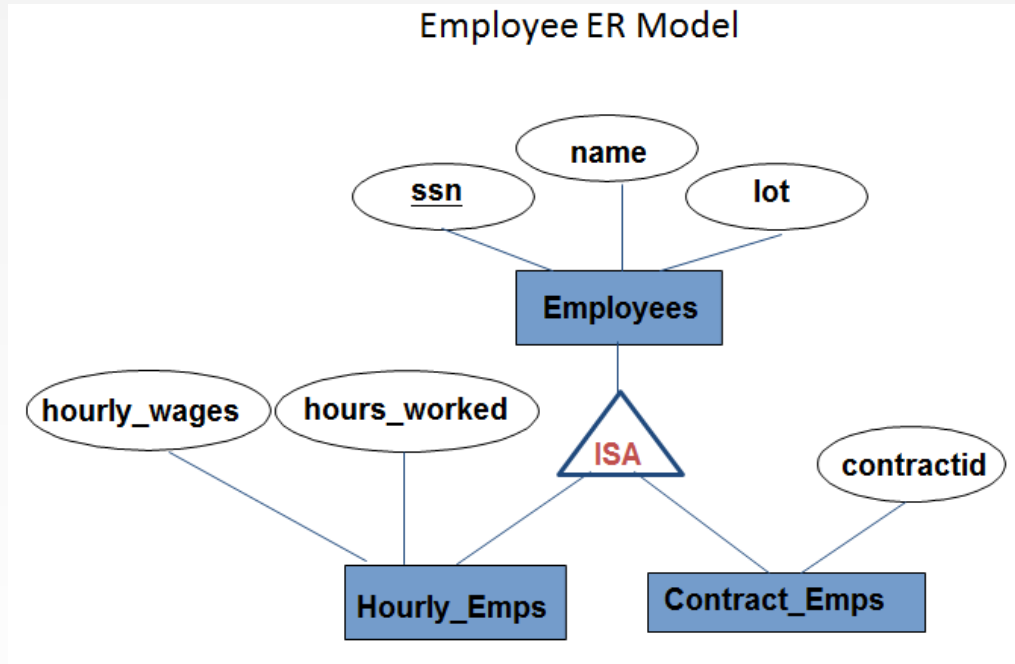 Employee ER Model
name
ssn
lot
Employees
hourly_wages
hours_worked
ISA
contractid
Hourly_Emps
Contract_Emps